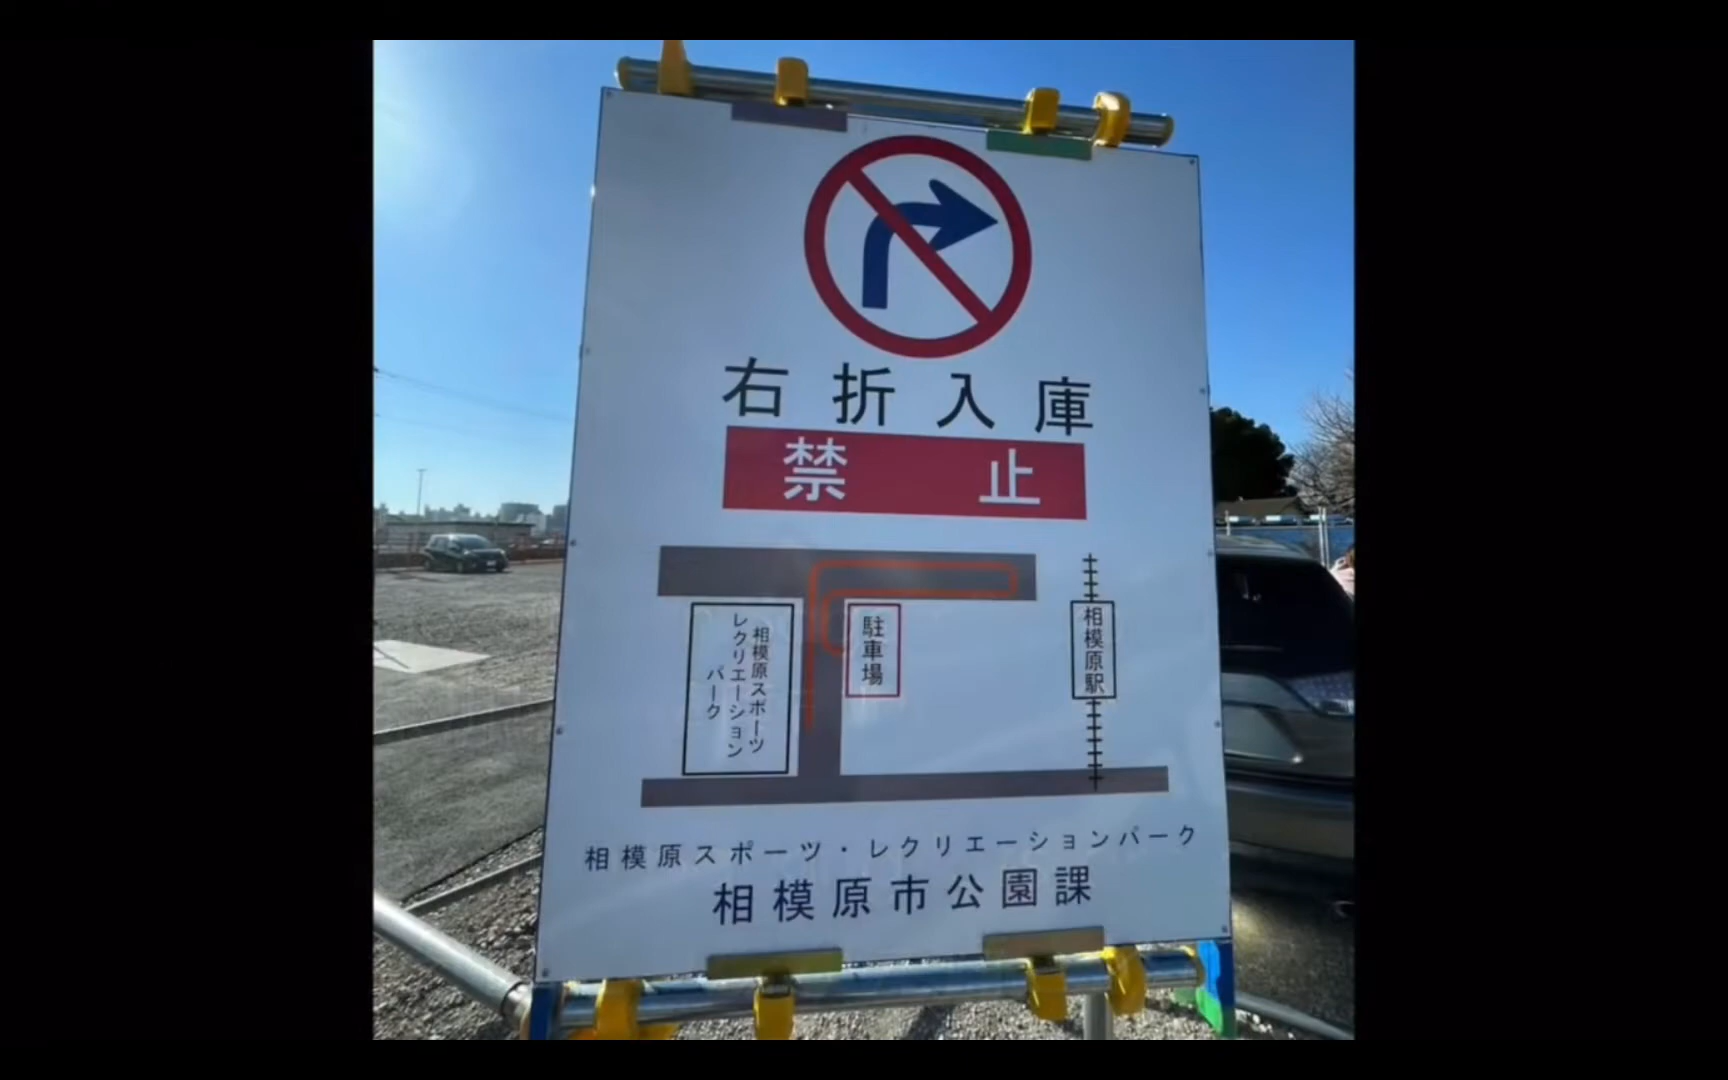 右折入庫
禁止
相模原スポーツ
レクリエーション
パーク
駐車場
相模原駅
相模原スポーツ・レクリエーションパーク
相模原市公園課